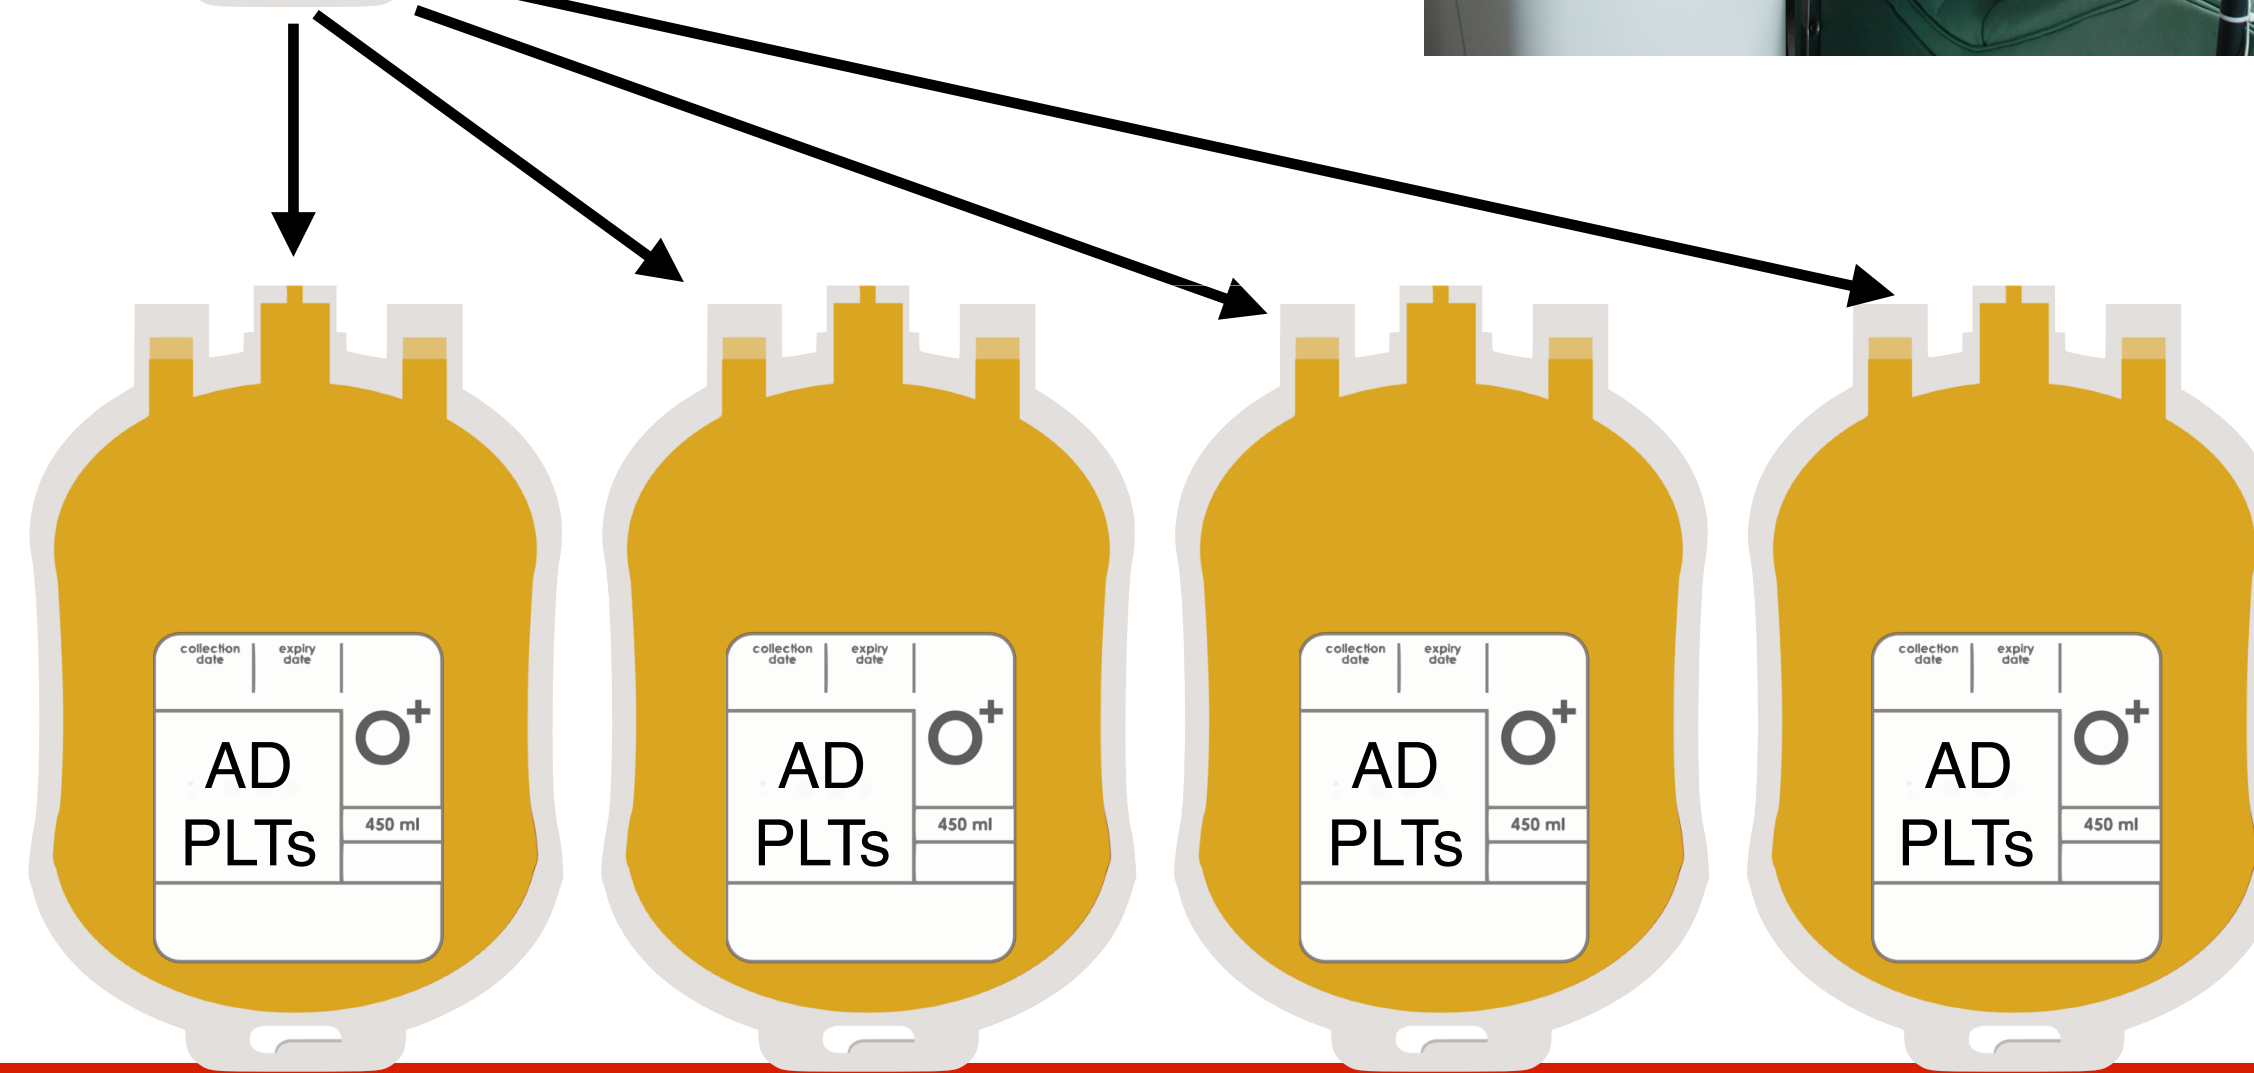 collection date expiry date
O+
AD
PLTs
450 ml
collection date expiry date
O+
AD
PLTs
450 ml
collection date expiry date
O+
AD
PLTs
450 ml
collection date expiry date
O+
AD
PLTs
450 ml